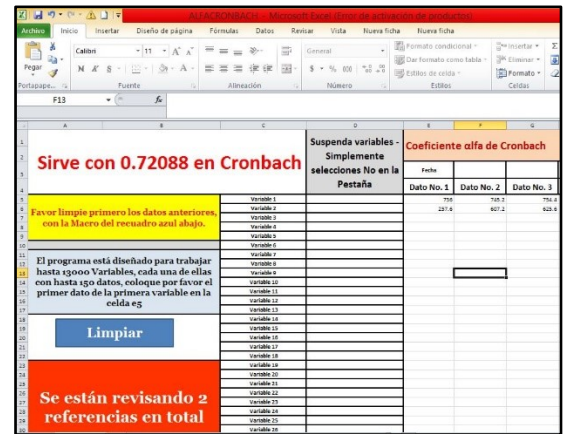 ALFACRONBACH - Microsoft Excel (Error de activación de productos)
Archivo Inicio Insertar Diseño de página Fórmulas Datos Revisar Vista Nueva ficha Nueva ficha
Calibri 11
Pegar
N K S
General
$ % 000
Formato condicional
Dar formato como tabla
Estilos de celda
Insertar
Eliminar
Formato
Portapape... Fuente Alineación Número Estilos Celdas
F13 fx
A B C D E F G
Sirve con 0.72088 en Cronbach
Suspenda variables -
Simplemente
selecciones No en la
Pestaña
Coeficiente alfa de Cronbach
Fecha
Dato No. 1 Dato No. 2 Dato No. 3
Favor limpie primero los datos anteriores,
con la Macro del recuadro azul abajo.
El programa está diseñado para trabajar
hasta 13000 Variables, cada una de ellas
con hasta 150 datos, coloque por favor el
primer dato de la primera variable en la
celda e5
Limpiar
Se están revisando 2
referencias en total
Variable 1 736 745.2 754.4
Variable 2 237.6 607.2 625.6
Variable 3
Variable 4
Variable 5
Variable 6
Variable 7
Variable 8
Variable 9
Variable 10
Variable 11
Variable 12
Variable 13
Variable 14
Variable 15
Variable 16
Variable 17
Variable 18
Variable 19
Variable 20
Variable 21
Variable 22
Variable 23
Variable 24
Variable 25
Variable 26